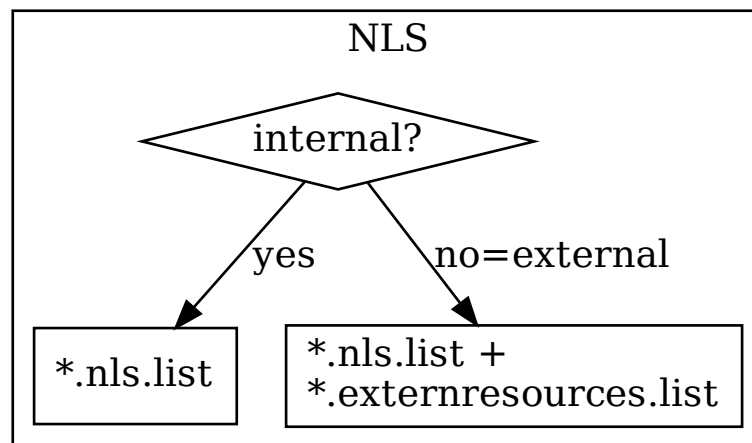 NLS
internal?
yes
no=external
*.nls.list
*.nls.list +
*.externresources.list